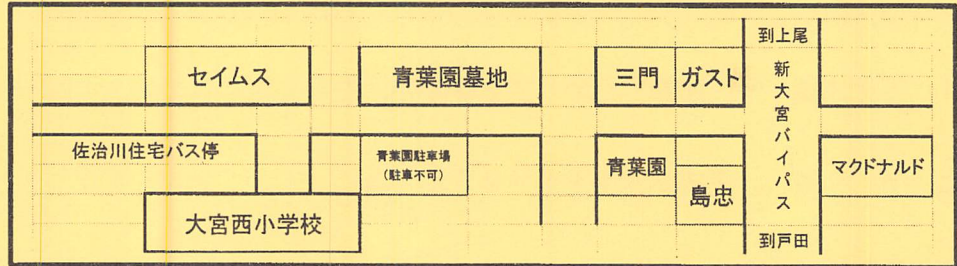 到上尾
セイムス
青葉園墓地
三門
ガスト
新大宮バイパス
佐治川住宅バス停
青葉園駐車場
(駐車不可)
青葉園
島忠
マクドナルド
大宮西小学校
到戸田